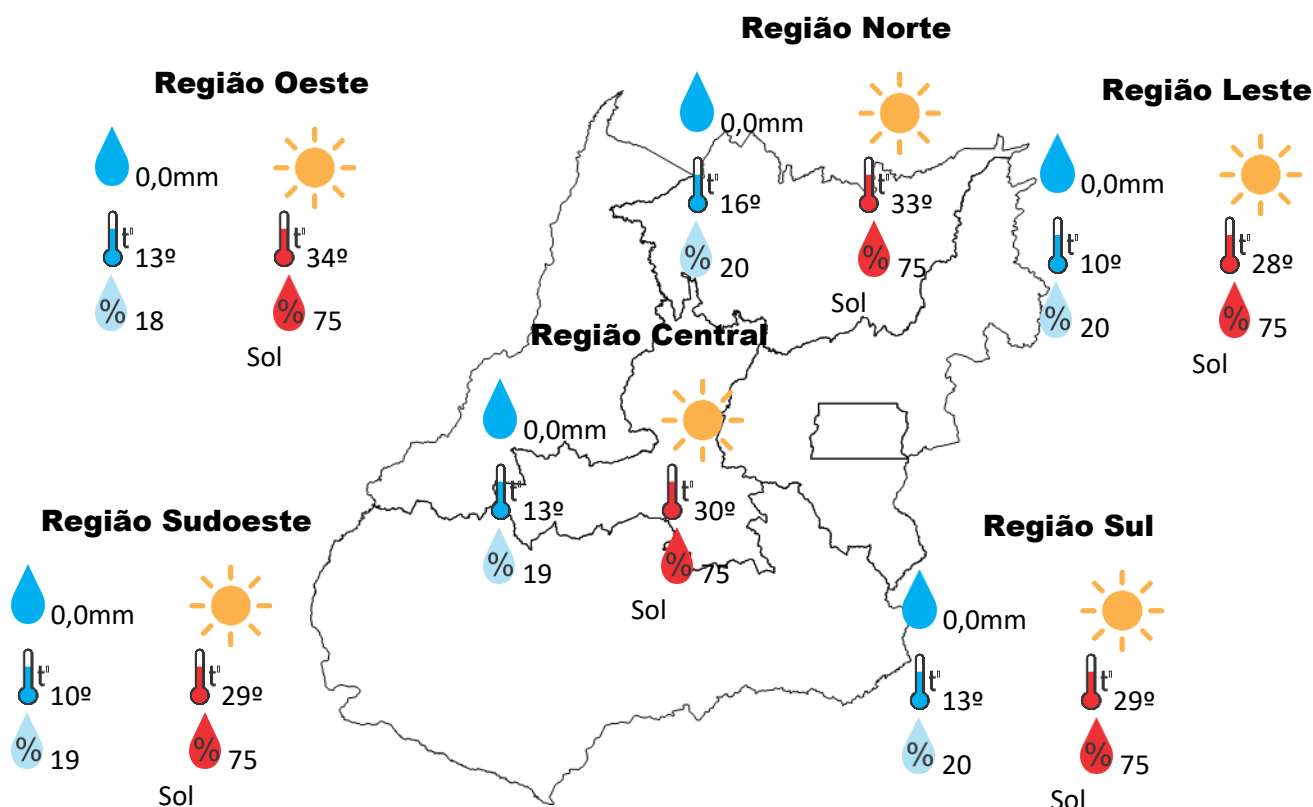 Região Norte
0,0mm
t°
16º
t°
33º
%
20
%
75
Sol
Região Oeste
0,0mm
t°
13º
t°
34º
%
18
%
75
Sol
Região Leste
0,0mm
t°
10º
t°
28º
%
20
%
75
Sol
Região Central
0,0mm
t°
13º
t°
30º
%
19
%
75
Sol
Região Sudoeste
0,0mm
t°
10º
t°
29º
%
19
%
75
Sol
Região Sul
0,0mm
t°
13º
t°
29º
%
20
%
75
Sol